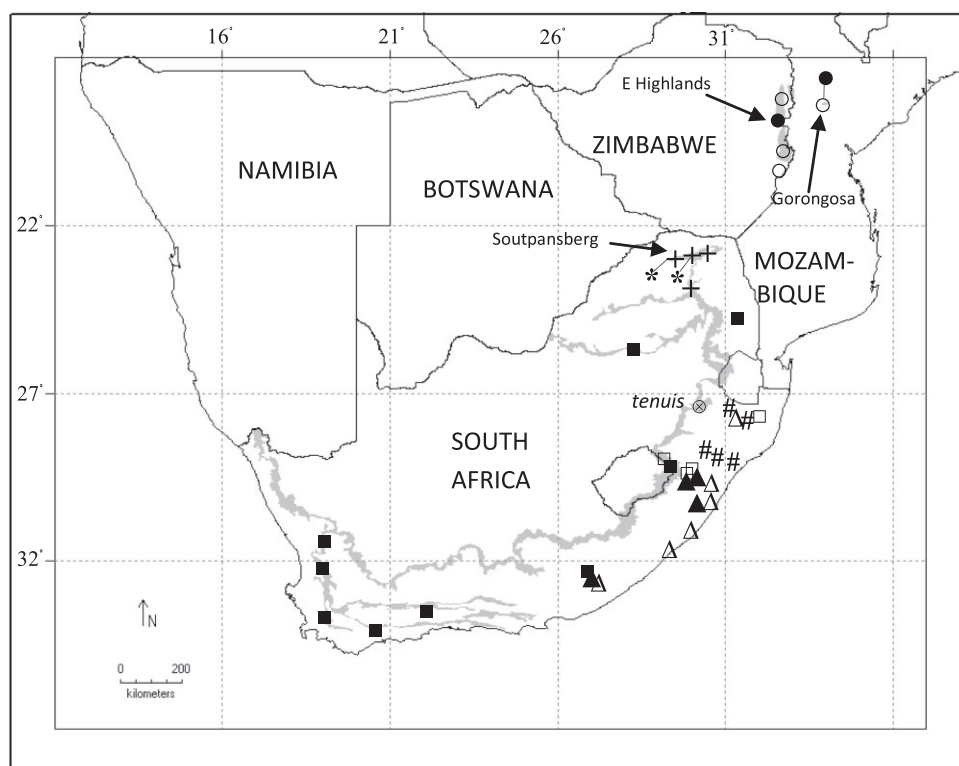 16° 21° 26° 31°
E Highlands
ZIMBABWE
NAMIBIA
BOTSWANA
Gorongosa
22°
Soutpansberg
MOZAM-
BIQUE
27°
tenuis
SOUTH
AFRICA
32°
N
0 200
kilometers